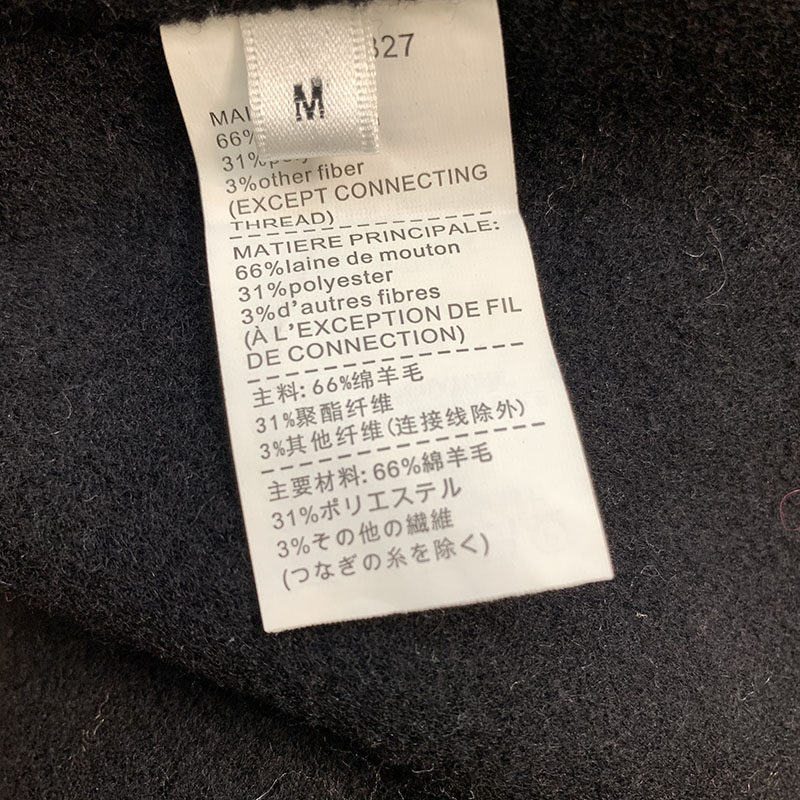 327
M
66%
31%poly
3%other fiber
(EXCEPT CONNECTING
THREAD)
MATIERE PRINCIPALE:
66%laine de mouton
31%polyester
3%d'autres fibres
(À L'EXCEPTION DE FIL
DE CONNECTION)
主料: 66%绵羊毛
31%聚酯纤维
3%其他纤维(连接线除外)
主要材料: 66%綿羊毛
31%ポリエステル
3%その他の繊維
(つなぎの糸を除く)